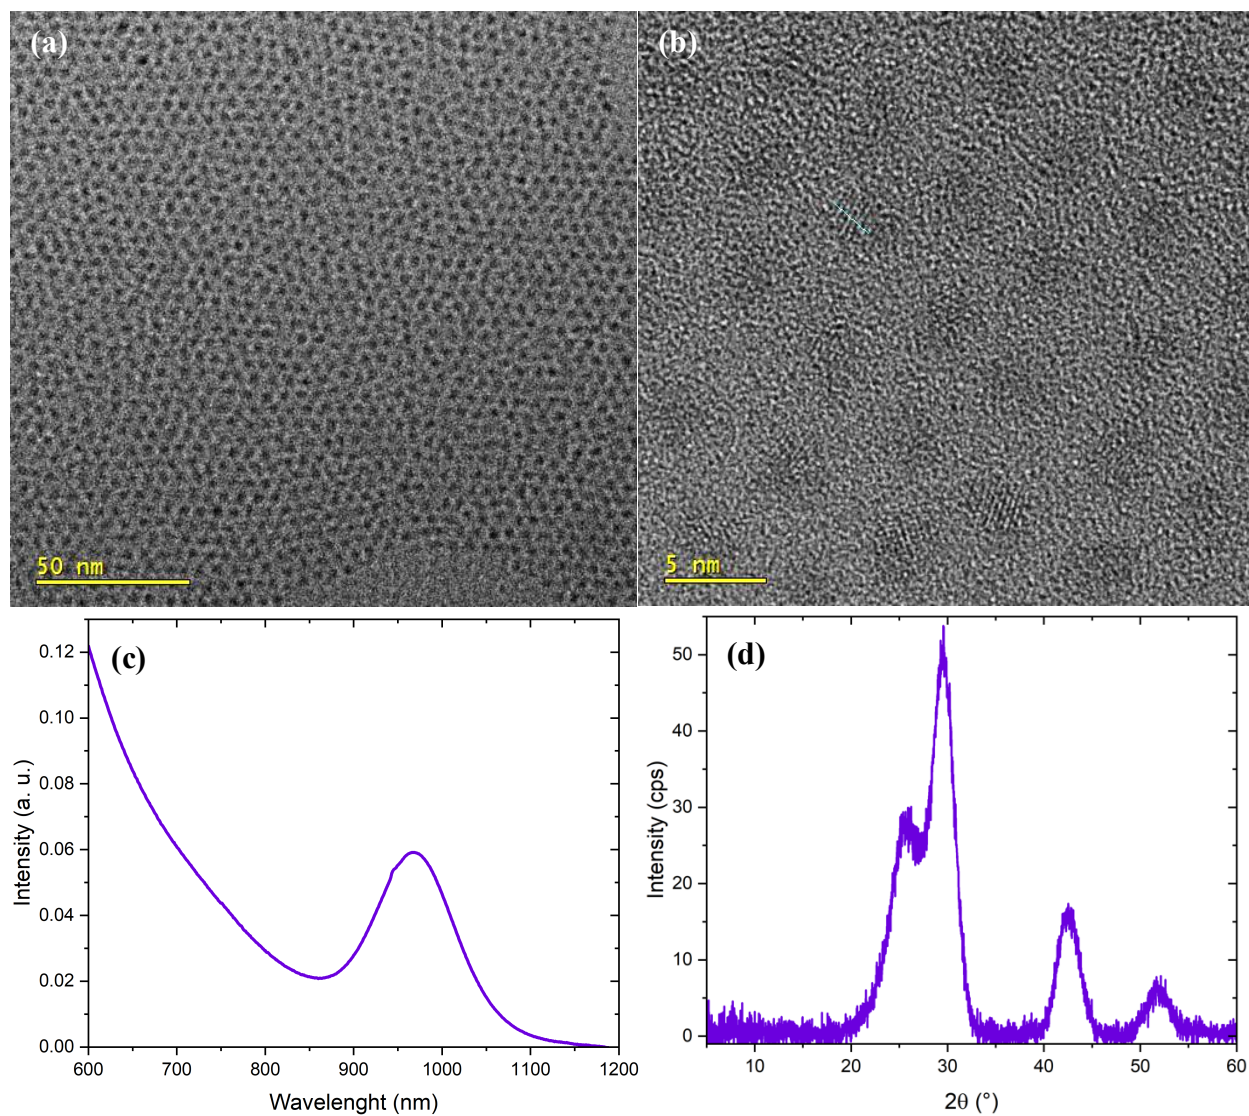 (a)
50 nm
(b)
5 nm
(c)
0.12
0.10
0.08
0.06
0.04
0.02
0.00
Intensity (a. u.)
600 700 800 900 1000 1100 1200
Wavelenght (nm)
(d)
50
40
30
20
10
0
Intensity (cps)
10 20 30 40 50 60
2θ (°)